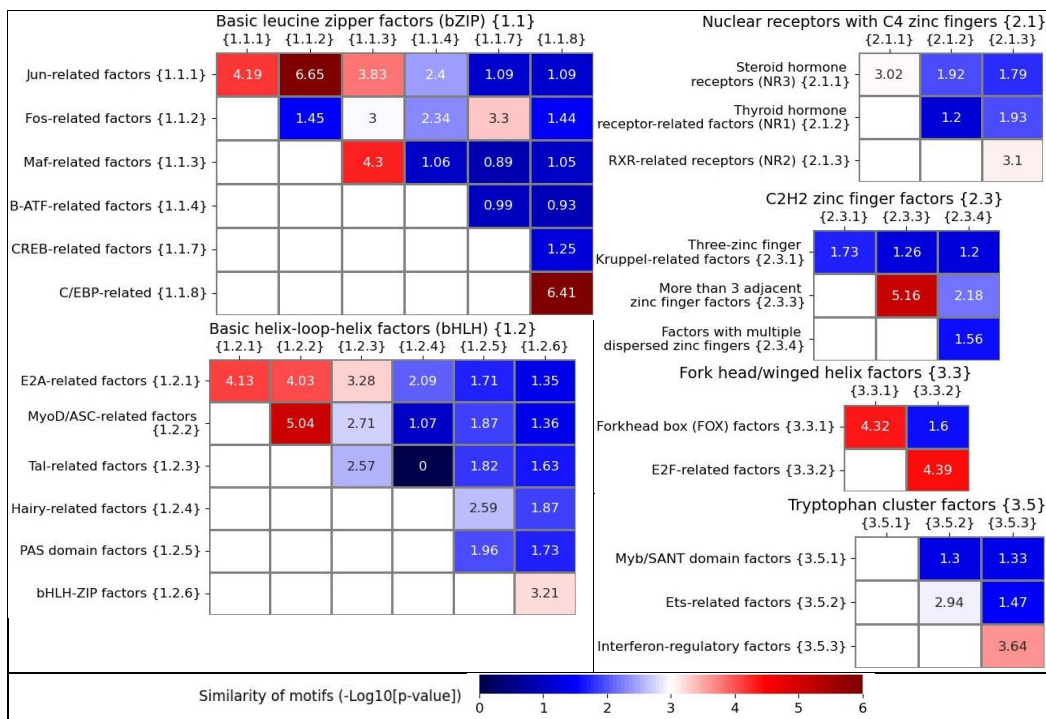 Basic leucine zipper factors (bZIP) {1.1}
{1.1.1} {1.1.2} {1.1.3} {1.1.4} {1.1.7} {1.1.8}
Jun-related factors {1.1.1} 4.19 6.65 3.83 2.4 1.09 1.09
Fos-related factors {1.1.2} 1.45 3 2.34 3.3 1.44
Maf-related factors {1.1.3} 4.3 1.06 0.89 1.05
B-ATF-related factors {1.1.4} 0.99 0.93
CREB-related factors {1.1.7} 1.25
C/EBP-related {1.1.8} 6.41
Basic helix-loop-helix factors (bHLH) {1.2}
{1.2.1} {1.2.2} {1.2.3} {1.2.4} {1.2.5} {1.2.6}
E2A-related factors {1.2.1} 4.13 4.03 3.28 2.09 1.71 1.35
MyoD/ASC-related factors
{1.2.2} 5.04 2.71 1.07 1.87 1.36
Tal-related factors {1.2.3} 2.57 0 1.82 1.63
Hairy-related factors {1.2.4} 2.59 1.87
PAS domain factors {1.2.5} 1.96 1.73
bHLH-ZIP factors {1.2.6} 3.21
Nuclear receptors with C4 zinc fingers {2.1}
{2.1.1} {2.1.2} {2.1.3}
Steroid hormone
receptors (NR3) {2.1.1} 3.02 1.92 1.79
Thyroid hormone
receptor-related factors (NR1) {2.1.2} 1.2 1.93
RXR-related receptors (NR2) {2.1.3} 3.1
C2H2 zinc finger factors {2.3}
{2.3.1} {2.3.3} {2.3.4}
Three-zinc finger
Kruppel-related factors {2.3.1} 1.73 1.26 1.2
More than 3 adjacent
zinc finger factors {2.3.3} 5.16 2.18
Factors with multiple
dispersed zinc fingers {2.3.4} 1.56
Fork head/winged helix factors {3.3}
{3.3.1} {3.3.2}
Forkhead box (FOX) factors {3.3.1} 4.32 1.6
E2F-related factors {3.3.2} 4.39
Tryptophan cluster factors {3.5}
{3.5.1} {3.5.2} {3.5.3}
Myb/SANT domain factors {3.5.1} 1.3 1.33
Ets-related factors {3.5.2} 2.94 1.47
Interferon-regulatory factors {3.5.3} 3.64
Similarity of motifs (-Log10[p-value])
0 1 2 3 4 5 6